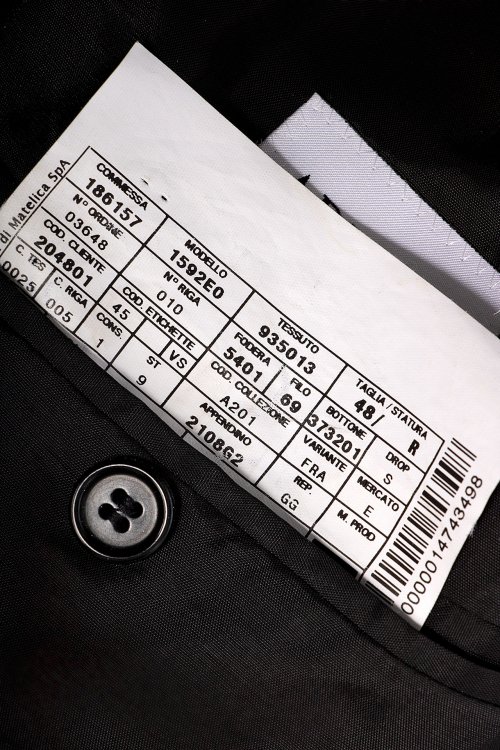 di Matelica SpA
COMMESSA MODELLO TESSUTO TAGLIA/STATURA
186157 1592E0 935013 48/ R
N° ORDINE N° RIGA FODERA FILO BOTTONE DROP
03648 010 5401 69 373201 S
COD. CLIENTE COD. ETICHETTE COD. COLLEZIONE VARIANTE MERCATO
204801 45 VS A201 FRA E
C. TES C. RIGA CONS. ST APPENDINO REP. M. PROD
0025 005 1 9 2108G2 GG
0000014743498